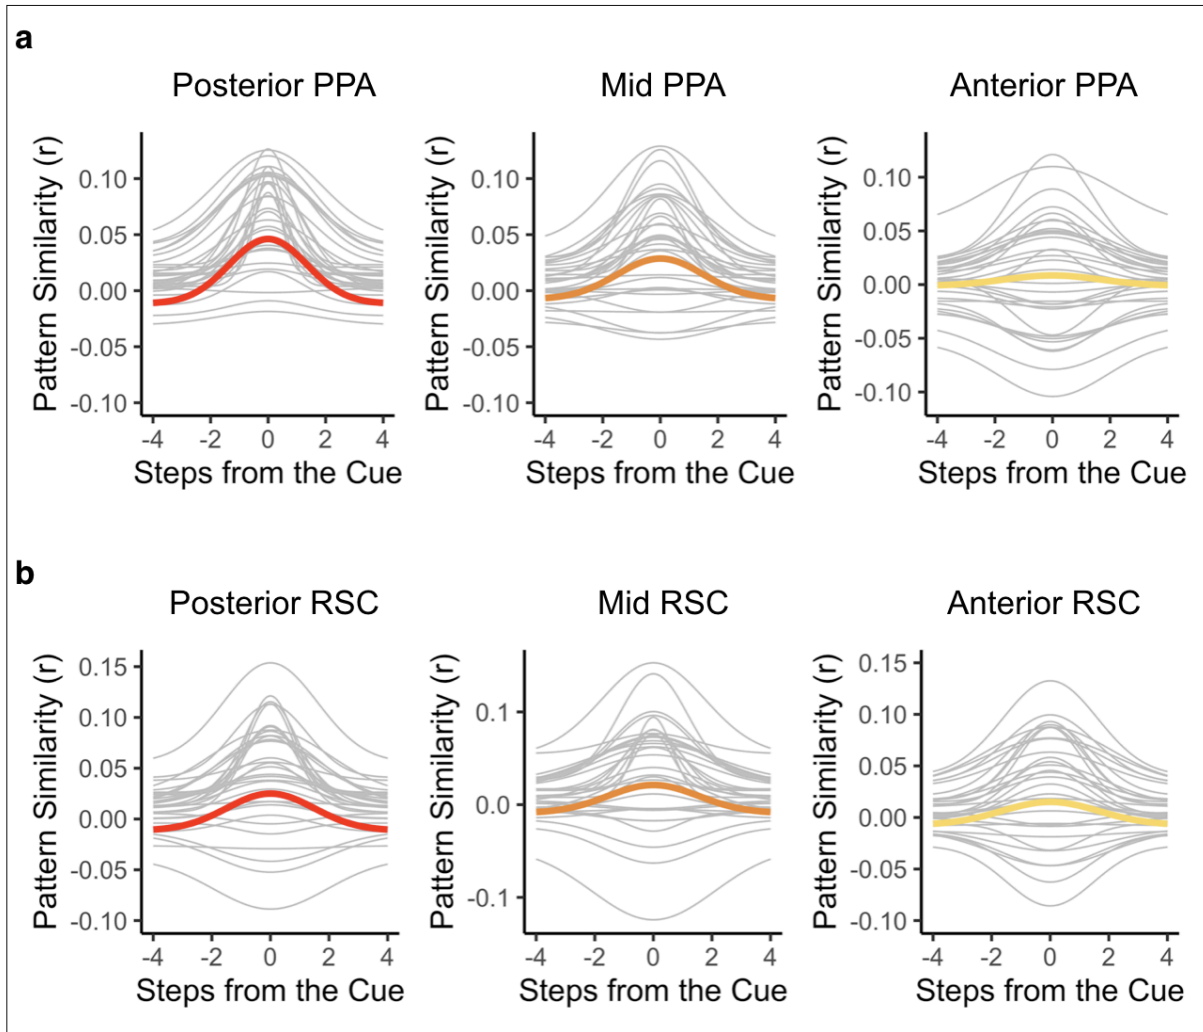 a
Posterior PPA
Mid PPA
Anterior PPA
Pattern Similarity (r)
0.10
0.05
0.00
-0.05
-0.10
-4 -2 0 2 4
Steps from the Cue
Pattern Similarity (r)
0.10
0.05
0.00
-0.05
-0.10
-4 -2 0 2 4
Steps from the Cue
Pattern Similarity (r)
0.10
0.05
0.00
-0.05
-0.10
-4 -2 0 2 4
Steps from the Cue
b
Posterior RSC
Mid RSC
Anterior RSC
Pattern Similarity (r)
0.15
0.10
0.05
0.00
-0.05
-0.10
-4 -2 0 2 4
Steps from the Cue
Pattern Similarity (r)
0.1
0.0
-0.1
-4 -2 0 2 4
Steps from the Cue
Pattern Similarity (r)
0.15
0.10
0.05
0.00
-0.05
-0.10
-4 -2 0 2 4
Steps from the Cue